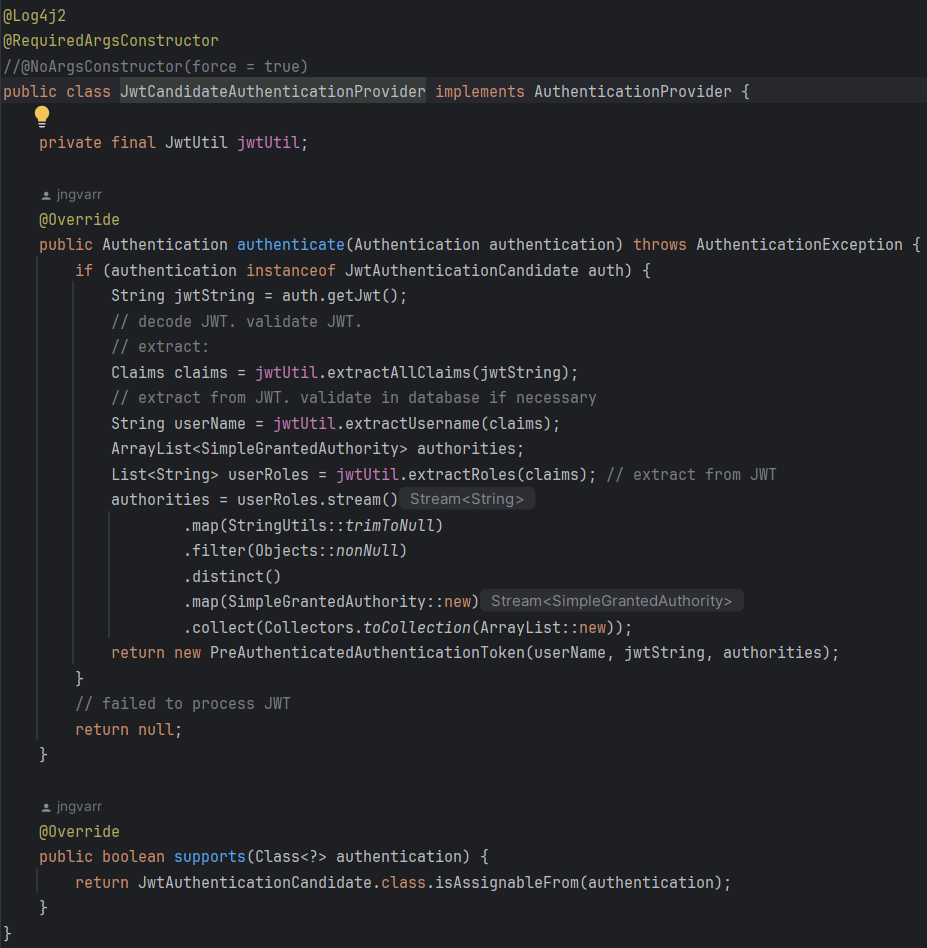 @Log4j2
@RequiredArgsConstructor
//@NoArgsConstructor(force = true)
public class JwtCandidateAuthenticationProvider implements AuthenticationProvider {
private final JwtUtil jwtUtil;
jngvarr
@Override
public Authentication authenticate(Authentication authentication) throws AuthenticationException {
if (authentication instanceof JwtAuthenticationCandidate auth) {
String jwtString = auth.getJwt();
// decode JWT. validate JWT.
// extract:
Claims claims = jwtUtil.extractAllClaims(jwtString);
// extract from JWT. validate in database if necessary
String userName = jwtUtil.extractUsername(claims);
ArrayList<SimpleGrantedAuthority> authorities;
List<String> userRoles = jwtUtil.extractRoles(claims); // extract from JWT
authorities = userRoles.stream() Stream<String>
.map(StringUtils::trimToNull)
.filter(Objects::nonNull)
.distinct()
.map(SimpleGrantedAuthority::new) Stream<SimpleGrantedAuthority>
.collect(Collectors.toCollection(ArrayList::new));
return new PreAuthenticatedAuthenticationToken(userName, jwtString, authorities);
}
// failed to process JWT
return null;
}
jngvarr
@Override
public boolean supports(Class<?> authentication) {
return JwtAuthenticationCandidate.class.isAssignableFrom(authentication);
}
}